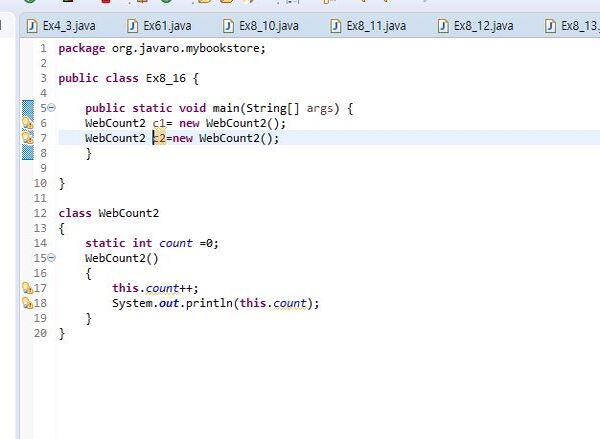 Ex4_3.java Ex61.java Ex8_10.java Ex8_11.java Ex8_12.java Ex8_13.
1 package org.javaro.mybookstore;
2
3 public class Ex8_16 {
4
5 public static void main(String[] args) {
6 WebCount2 c1= new WebCount2();
7 WebCount2 c2=new WebCount2();
8 }
9
10 }
11
12 class WebCount2
13 {
14 static int count =0;
15 WebCount2()
16 {
17 this.count++;
18 System.out.println(this.count);
19 }
20 }